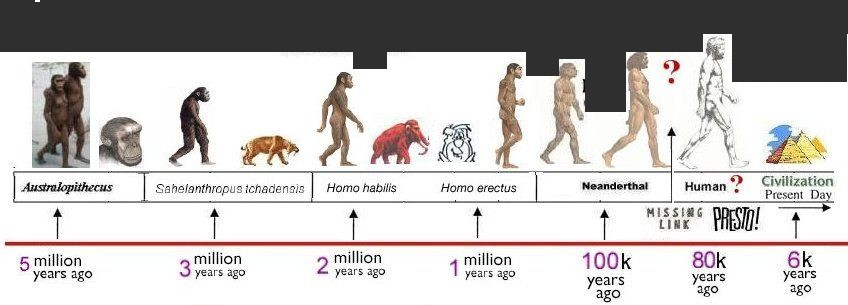 ?
Australopithecus
Sahelanthropus tchadensis
Homo habilis
Homo erectus
Neanderthal
Human ?
Civilization
Present Day
MISSING
LINK
PRESTO!
5 million
years ago
3 million
years ago
2 million
years ago
1 million
years ago
100k
years
ago
80k
years
ago
6k
years
ago